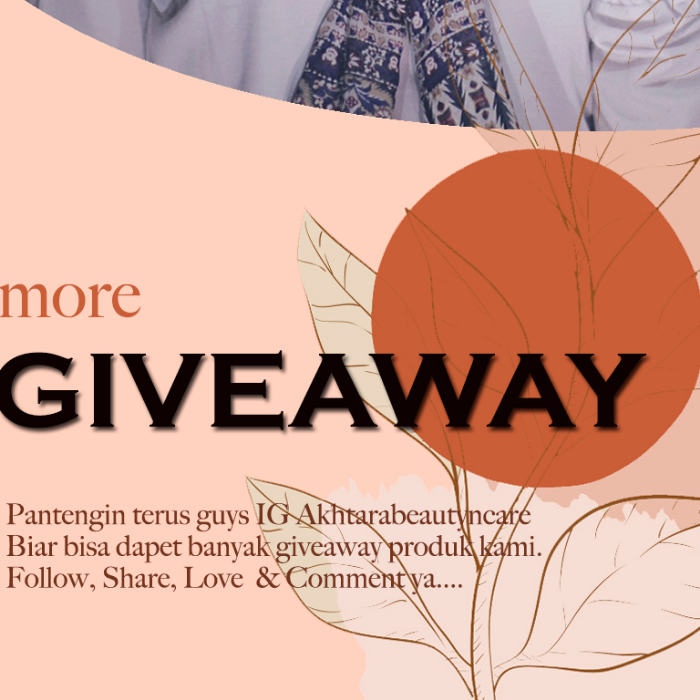 more
GIVEAWAY
Pantengin terus guys IG Akhtarabeautyncare
Biar bisa dapet banyak giveaway produk kami.
Follow, Share, Love & Comment ya....